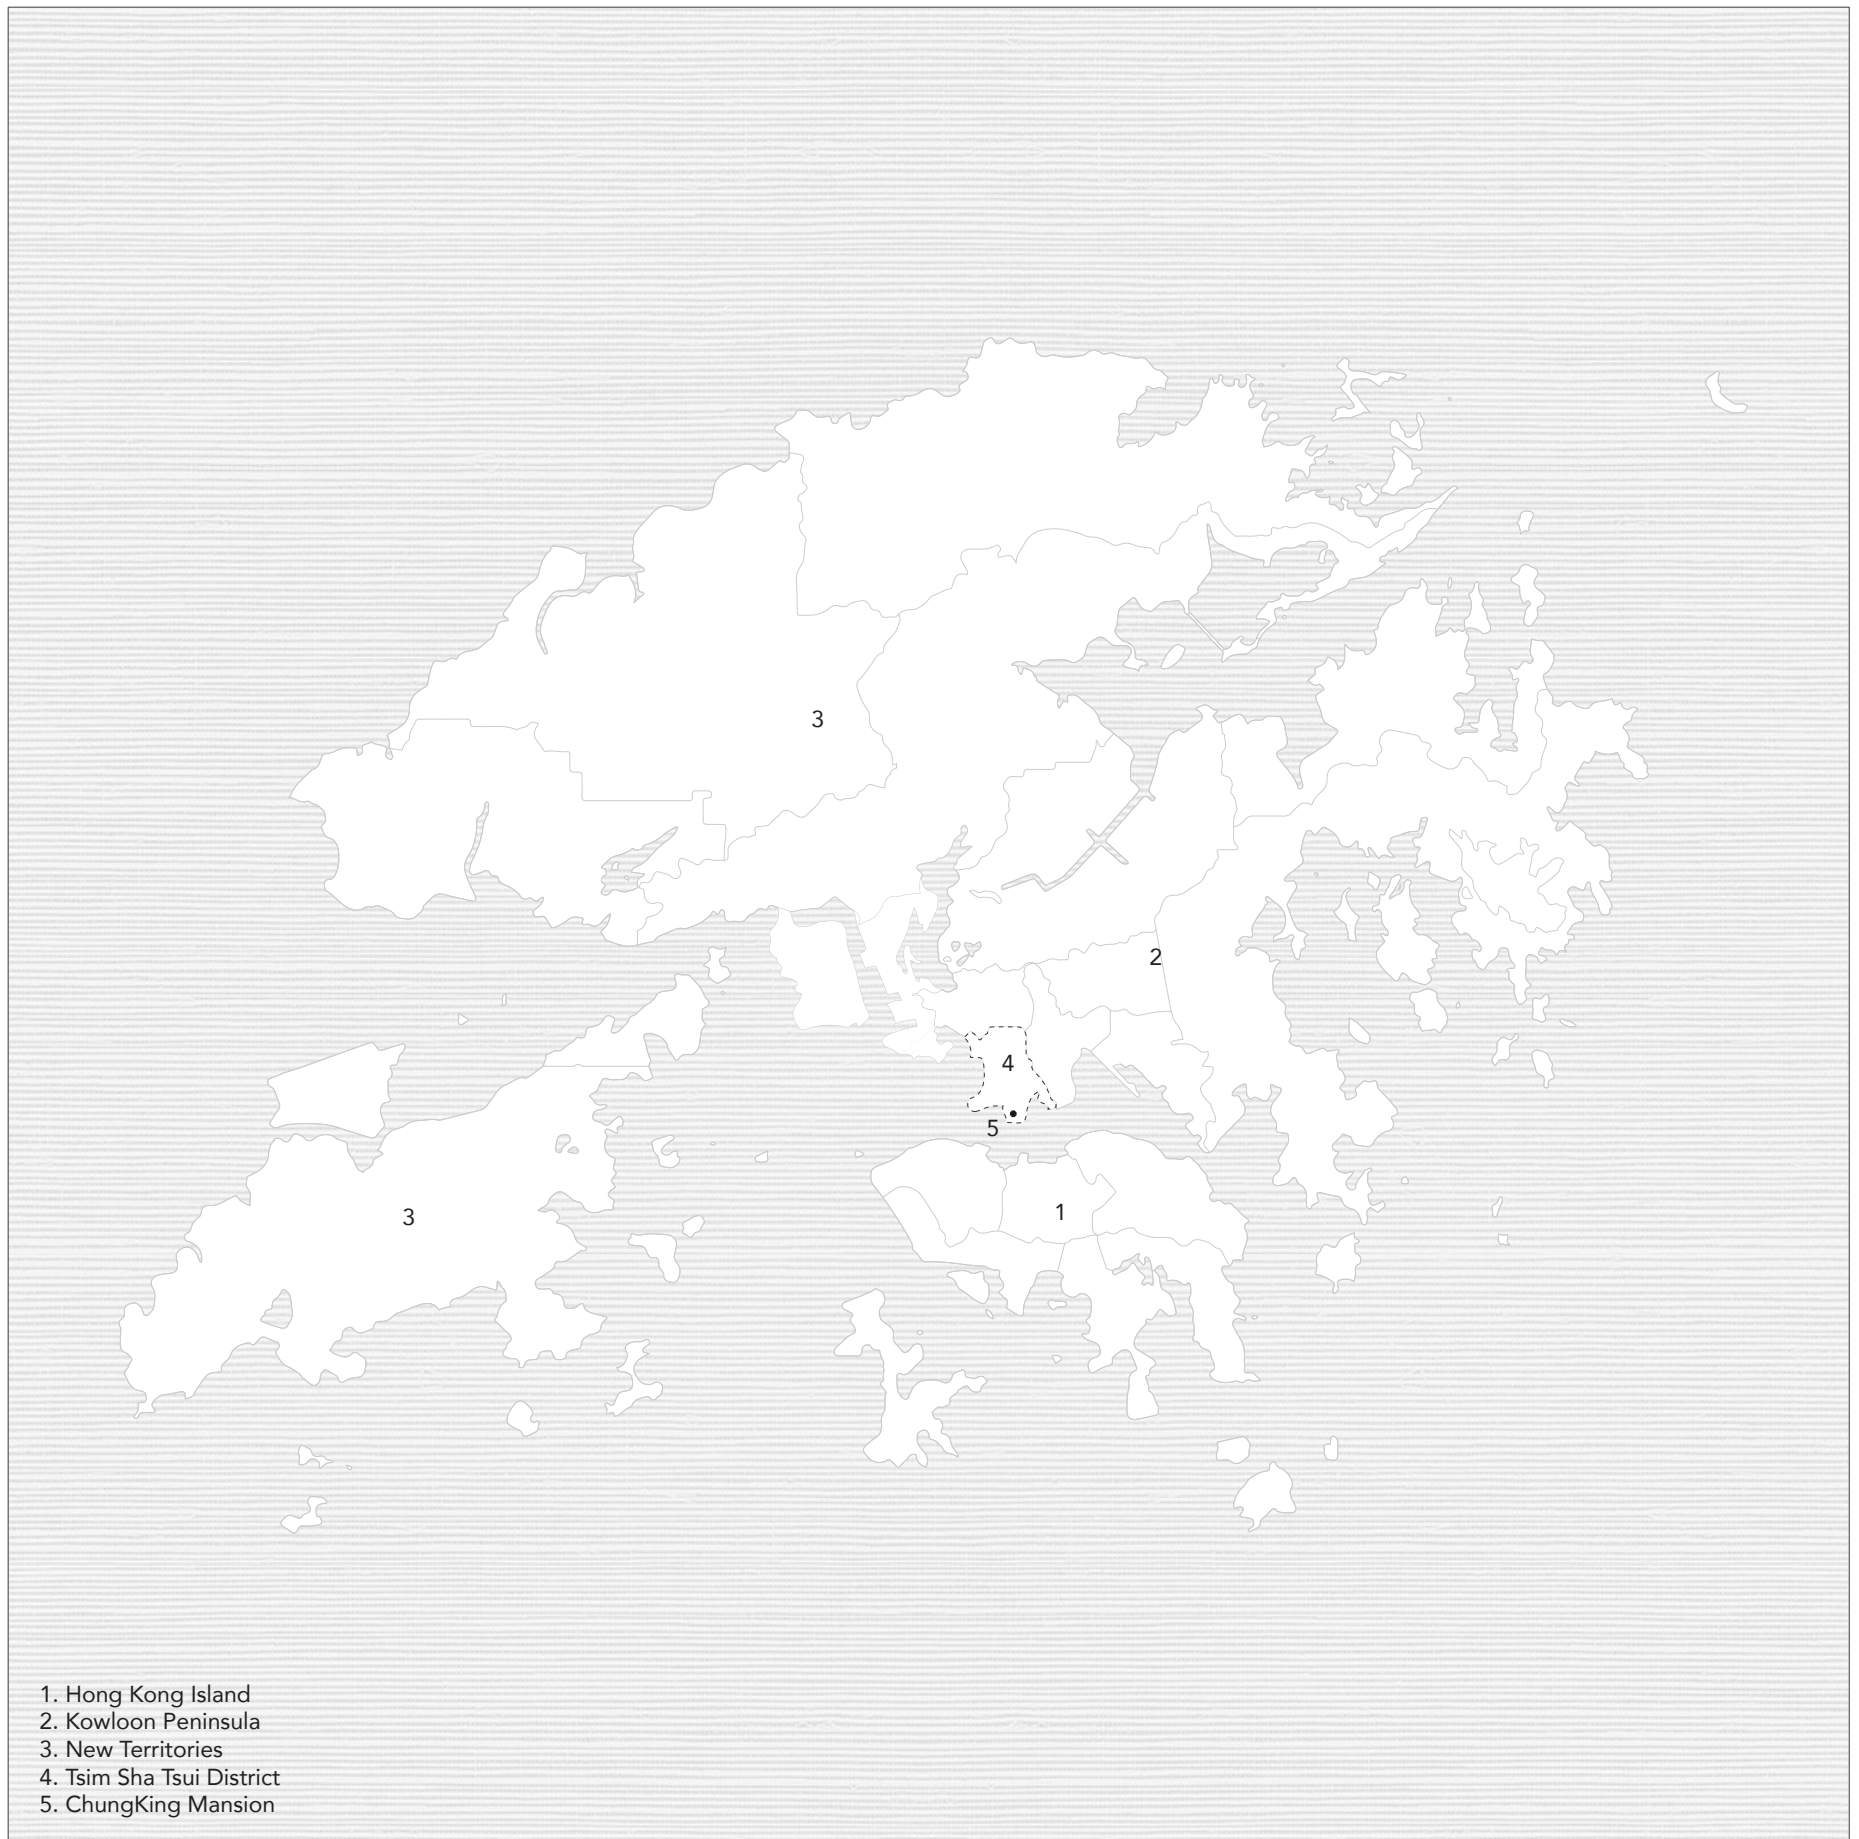 3
2
4
5
1
3
1. Hong Kong Island
2. Kowloon Peninsula
3. New Territories
4. Tsim Sha Tsui District
5. ChungKing Mansion